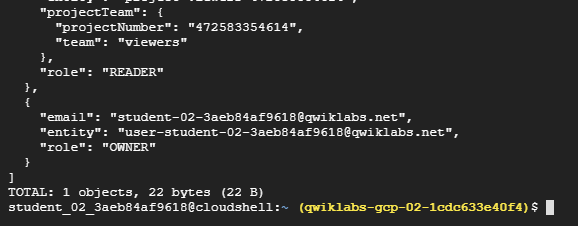 "projectTeam": {
"projectNumber": "472583354614",
"team": "viewers"
},
"role": "READER"
},
{
"email": "student-02-3aeb84af9618@qwiklabs.net",
"entity": "user-student-02-3aeb84af9618@qwiklabs.net",
"role": "OWNER"
}
]
TOTAL: 1 objects, 22 bytes (22 B)
student_02_3aeb84af9618@cloudshell:~ (qwiklabs-gcp-02-1cdc633e40f4)$